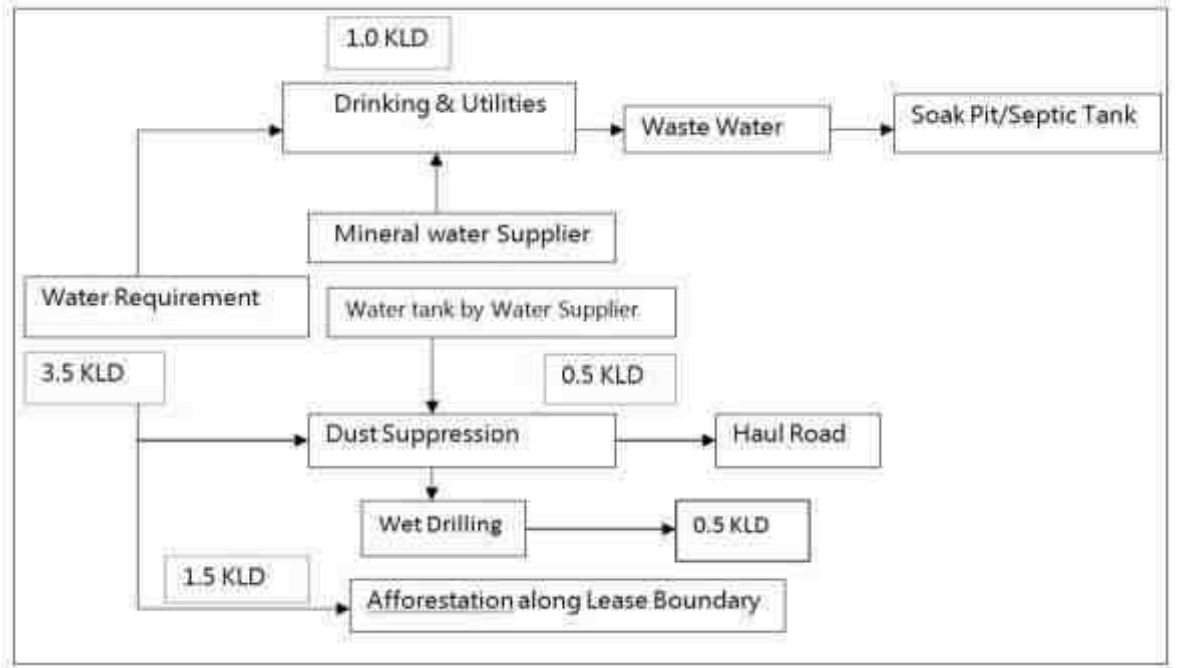 1.0 KLD
Drinking & Utilities
Waste Water
Soak Pit/Septic Tank
Mineral water Supplier
Water Requirement
Water tank by Water Supplier
3.5 KLD
0.5 KLD
Dust Suppression
Haul Road
Wet Drilling
0.5 KLD
1.5 KLD
Afforestation along Lease Boundary